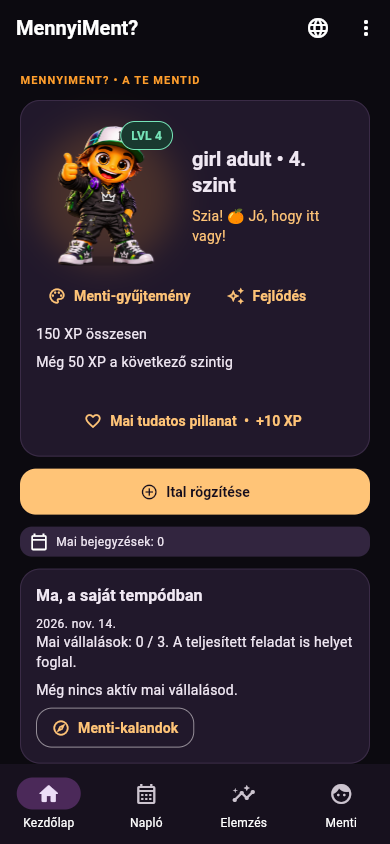 MennyiMent?
MENNYIMENT? • A TE MENTID
LVL 4
girl adult • 4.
szint
Szia! 🍊 Jó, hogy itt
vagy!
Menti-gyűjtemény
Fejlődés
150 XP összesen
Még 50 XP a következő szintig
Mai tudatos pillanat • +10 XP
Ital rögzítése
Mai bejegyzések: 0
Ma, a saját tempódban
2026. nov. 14.
Mai vállalások: 0 / 3. A teljesített feladat is helyet
foglal.
Még nincs aktív mai vállalásod.
Menti-kalandok
Kezdőlap
Napló
Elemzés
Menti